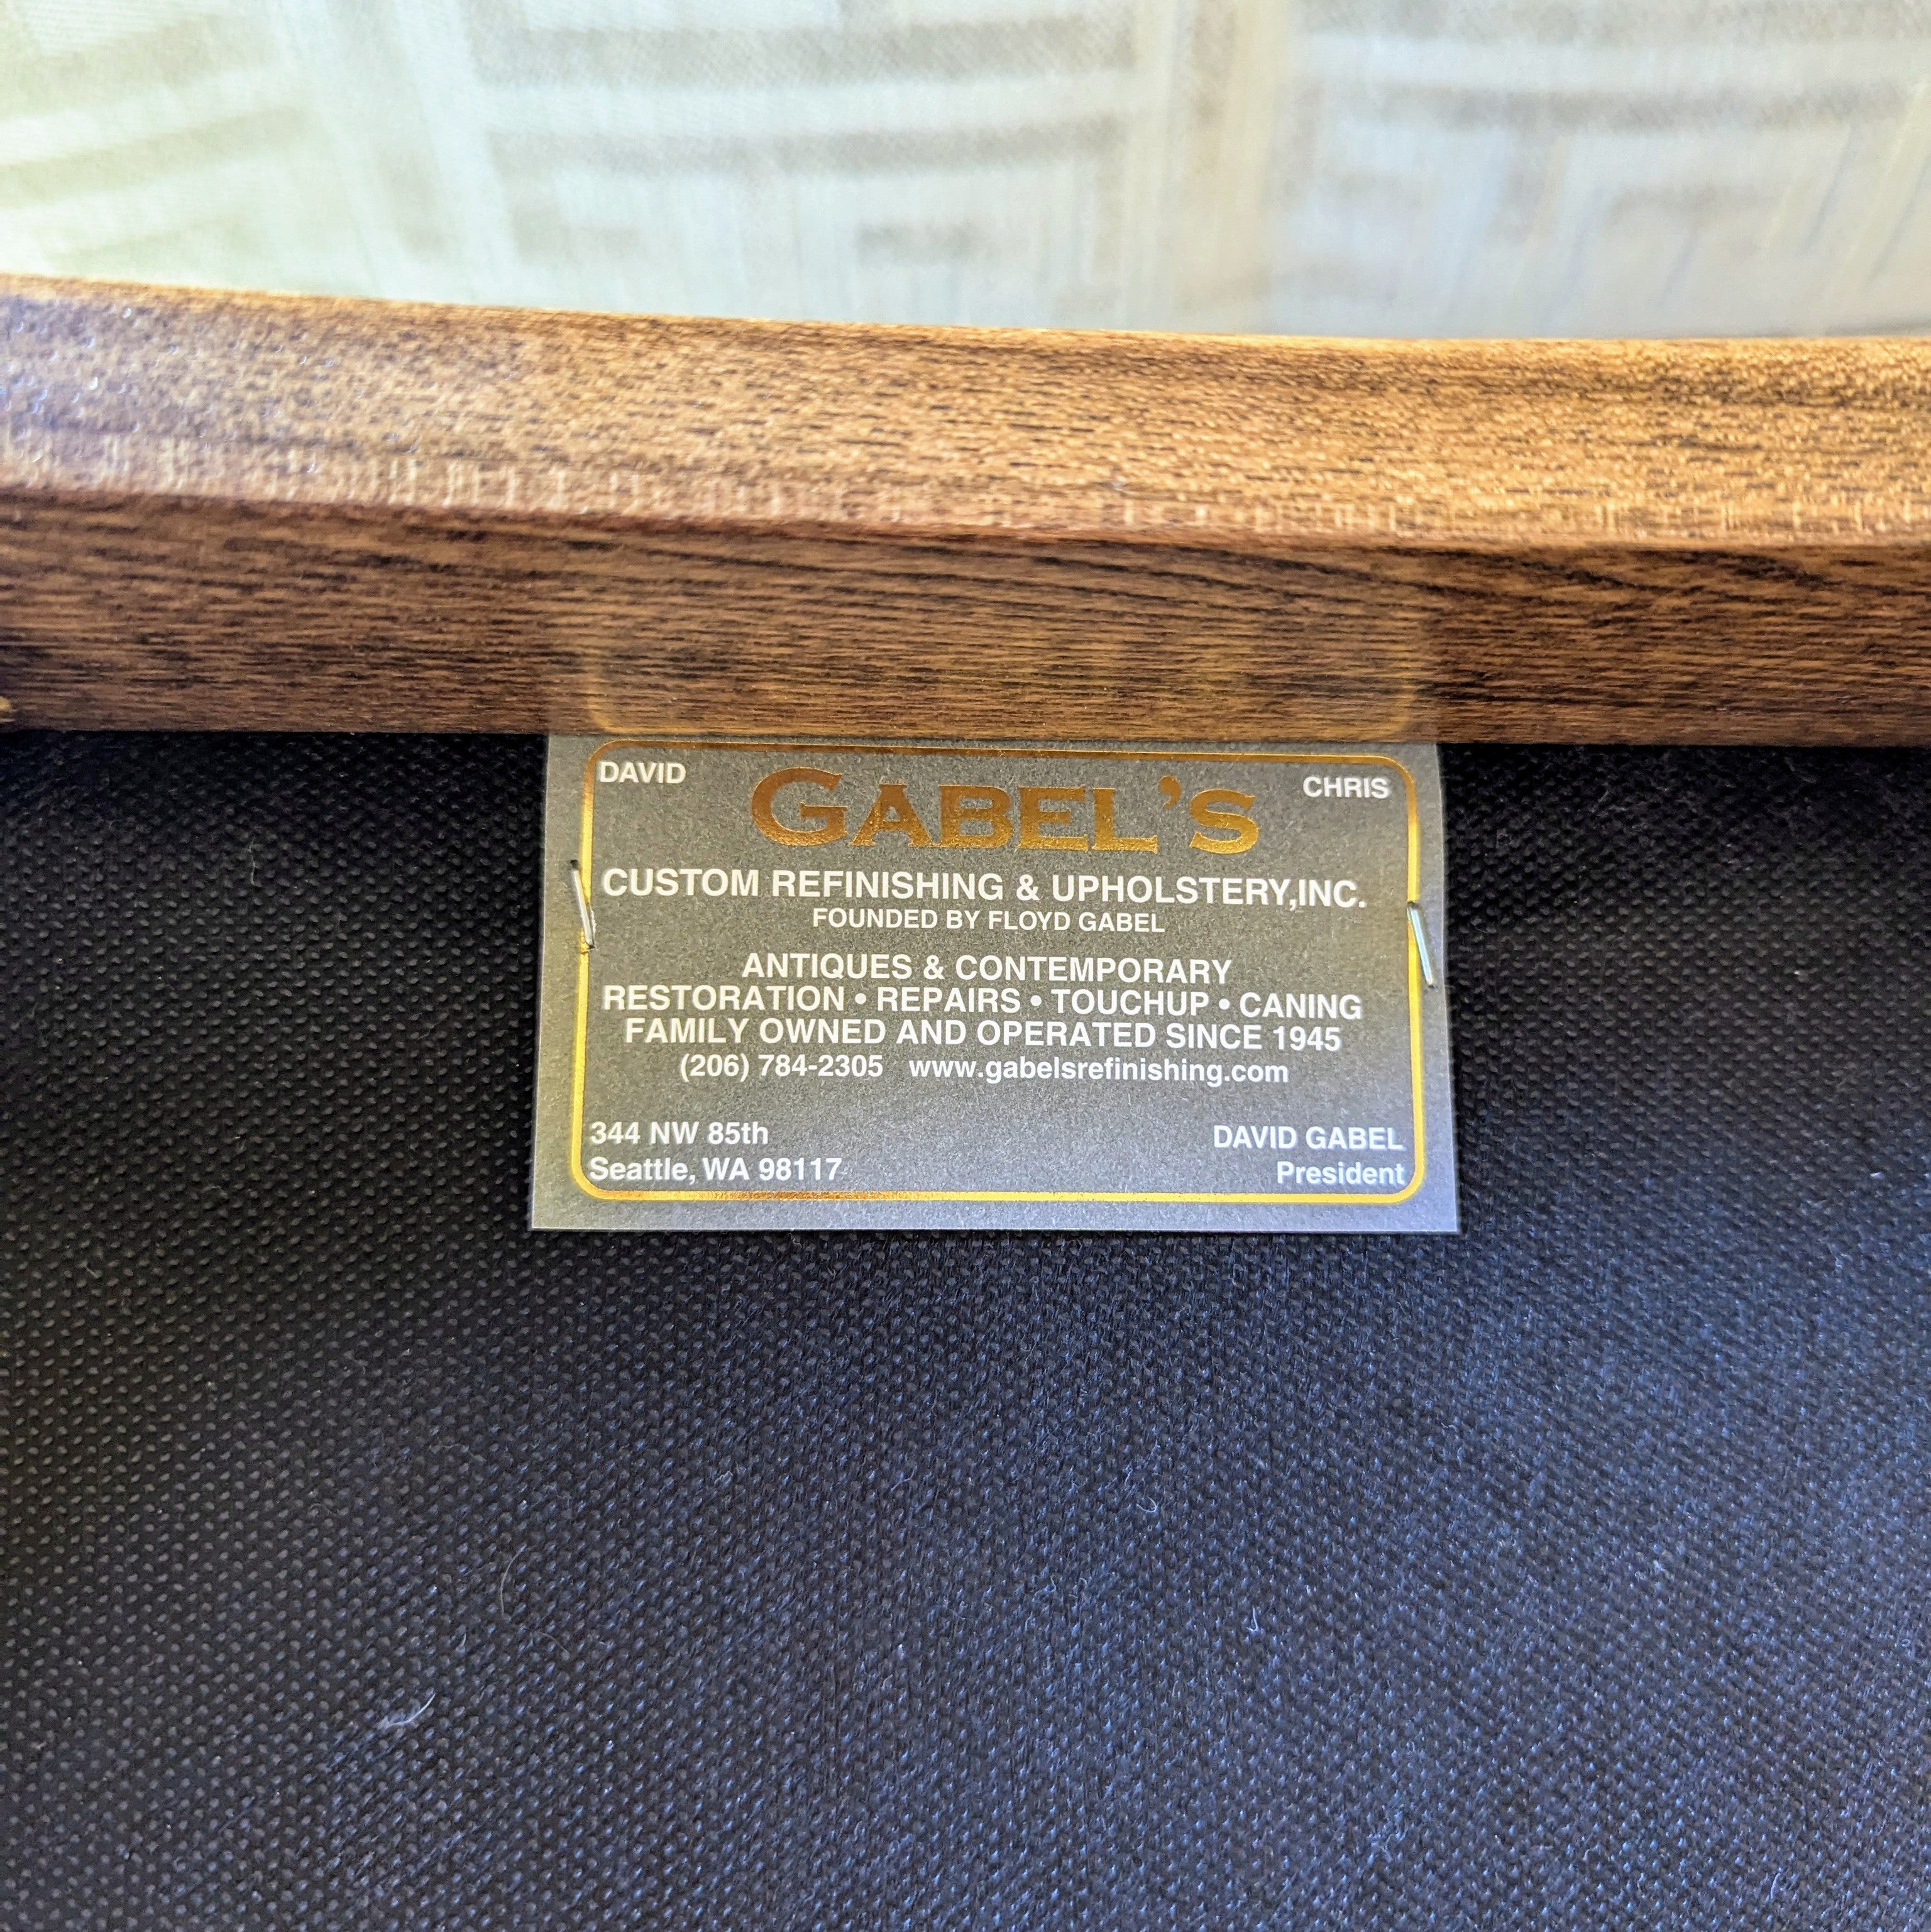 DAVID
CHRIS
GABEL'S
CUSTOM REFINISHING & UPHOLSTERY,INC.
FOUNDED BY FLOYD GABEL
ANTIQUES & CONTEMPORARY
RESTORATION • REPAIRS • TOUCHUP • CANING
FAMILY OWNED AND OPERATED SINCE 1945
(206) 784-2305 www.gabelsrefinishing.com
344 NW 85th
Seattle, WA 98117
DAVID GABEL
President